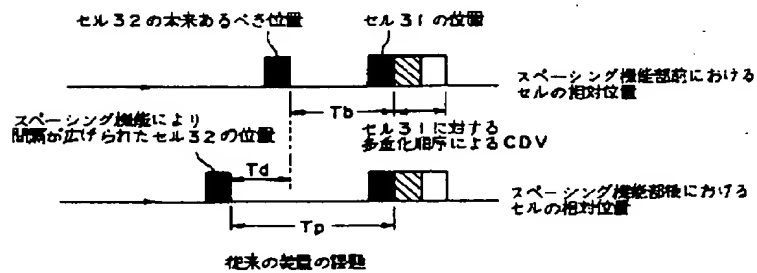 セル32の本来あるべき位置
セル31の位置
スペーシング機能部前における
セルの相対位置
Tb
スペーシング機能により
間隔が広げられたセル32の位置
セル31に対する
多重化順序によるCDV
Td
スペーシング機能部後における
セルの相対位置
Tp
従来の装置の課題